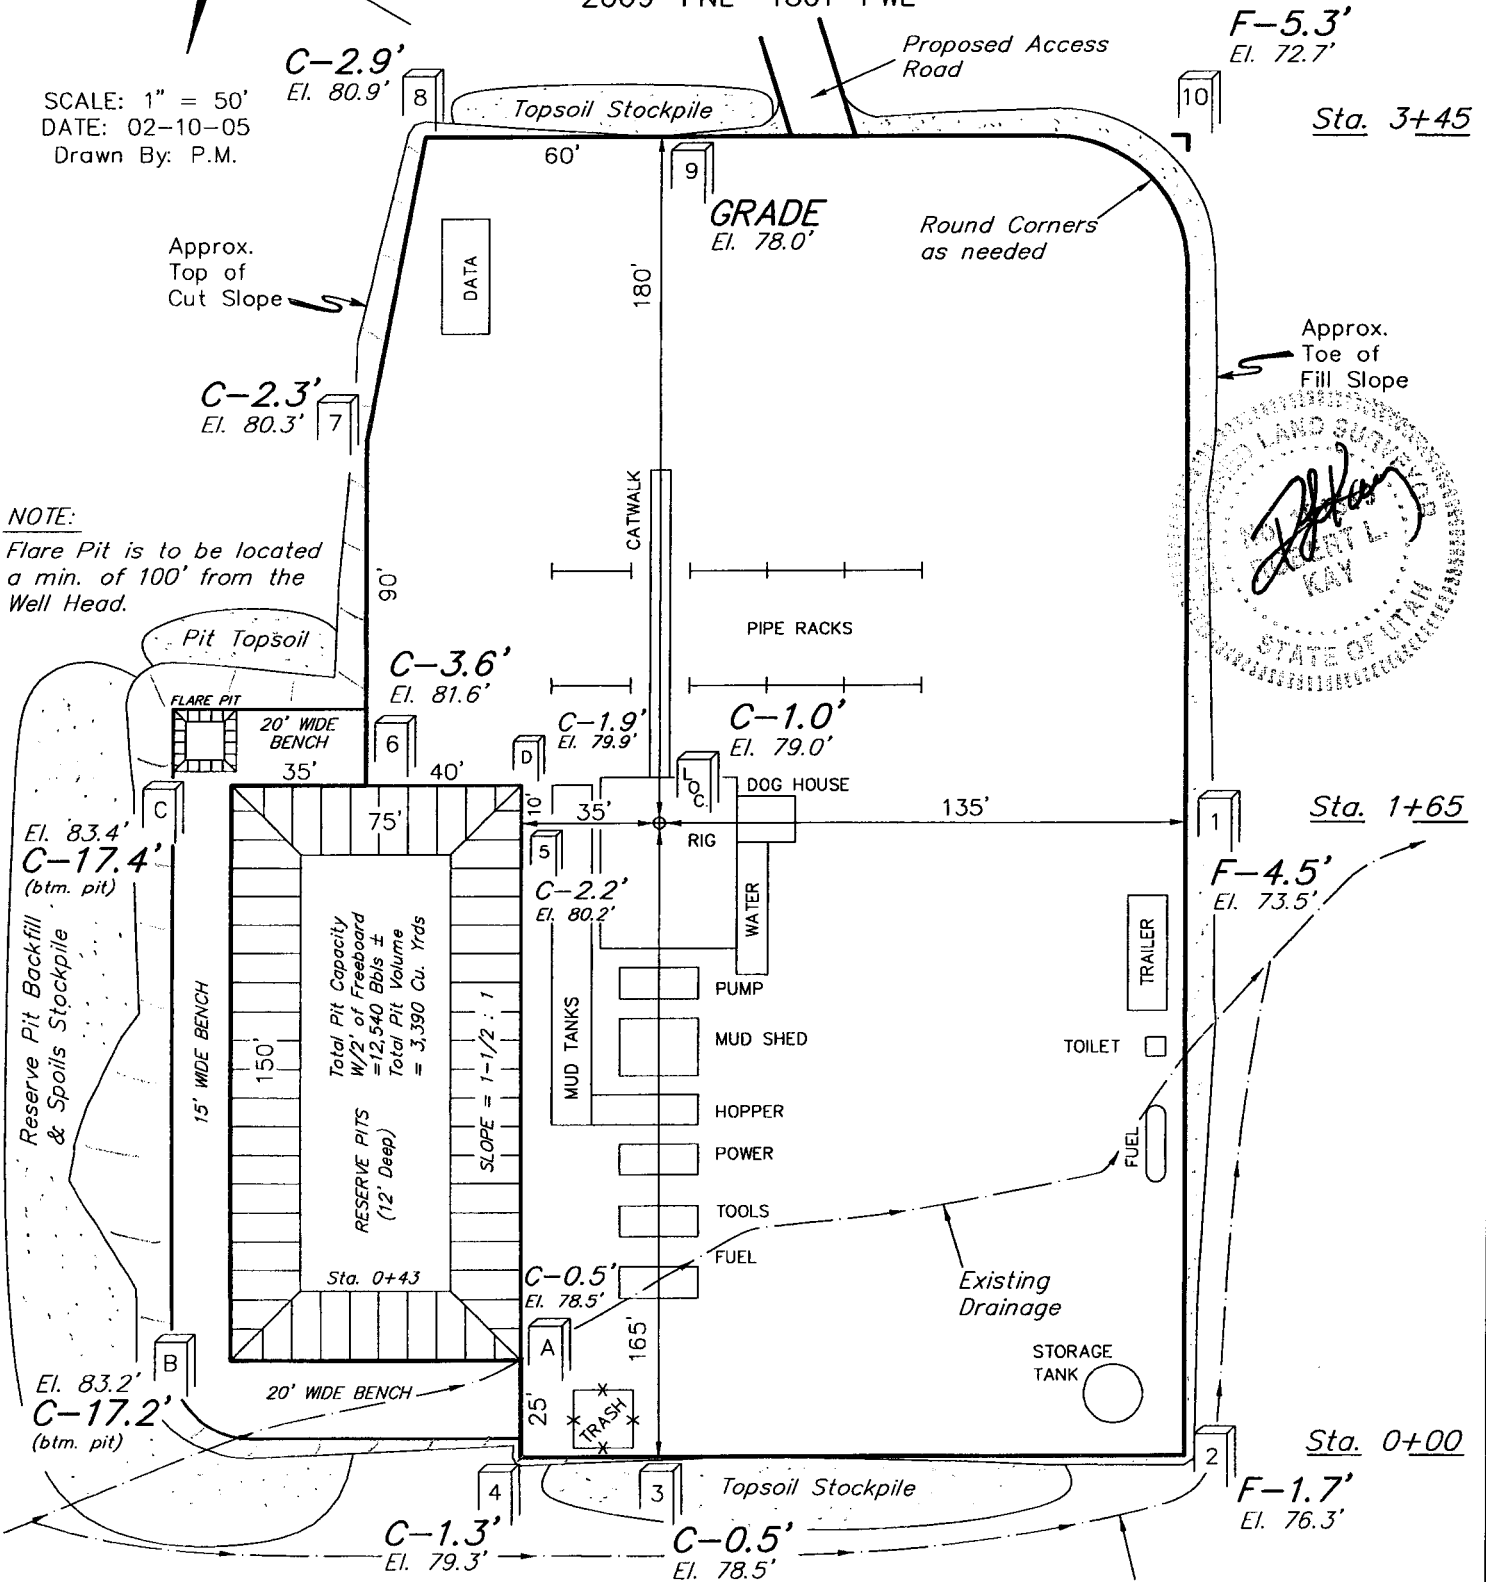 F-5.3'
El. 72.7'
C-2.9'
El. 80.9'
Proposed Access
Road
SCALE: 1" = 50'
DATE: 02-10-05
Drawn By: P.M.
8
Topsoil Stockpile
10
Sta. 3+45
60'
9
GRADE
El. 78.0'
Round Corners
as needed
Approx.
Top of
Cut Slope
DATA
180'
Approx.
Toe of
Fill Slope
C-2.3'
El. 80.3'
7
LAND SURVEYOR
KAY
STATE OF UTAH
CATWALK
NOTE:
Flare Pit is to be located
a min. of 100' from the
Well Head.
90'
Pit Topsoil
PIPE RACKS
C-3.6'
El. 81.6'
FLARE PIT
20' WIDE
BENCH
6
D
C-1.9'
El. 79.9'
C-1.0'
El. 79.0'
35'
40'
LOC.
DOG HOUSE
C
75'
10'
35'
135'
1
Sta. 1+65
El. 83.4'
C-17.4'
(btm. pit)
5
RIG
C-2.2'
El. 80.2'
F-4.5'
El. 73.5'
WATER
TRAILER
Reserve Pit Backfill
& Spoils Stockpile
15' WIDE BENCH
150'
Total Pit Capacity
W/2' of Freeboard
=12,540 Bbls ±
Total Pit Volume
= 3,390 Cu. Yrds
RESERVE PITS
(12' Deep)
SLOPE = 1-1/2 : 1
MUD TANKS
PUMP
MUD SHED
TOILET
HOPPER
POWER
FUEL
TOOLS
FUEL
Sta. 0+43
C-0.5'
El. 78.5'
Existing
Drainage
A
165'
B
STORAGE
TANK
El. 83.2'
C-17.2'
(btm. pit)
20' WIDE BENCH
25'
TRASH
Sta. 0+00
2
4
3
Topsoil Stockpile
F-1.7'
El. 76.3'
C-1.3'
El. 79.3'
C-0.5'
El. 78.5'